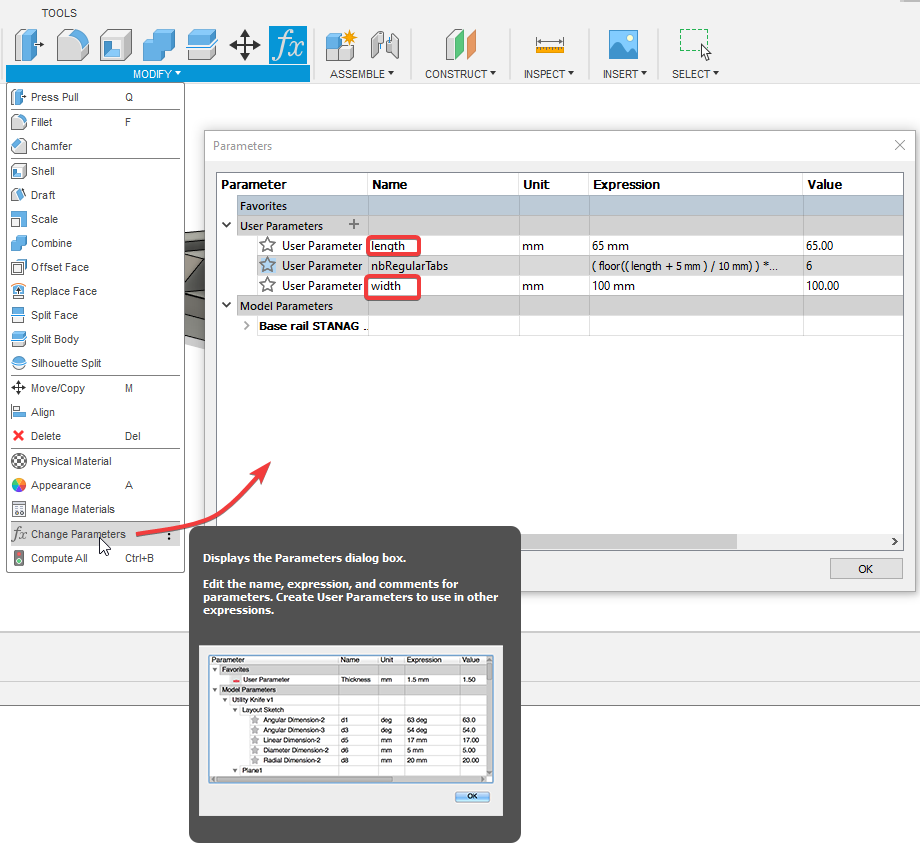 TOOLS
MODIFY ▾
ASSEMBLE ▾
CONSTRUCT ▾
INSPECT ▾
INSERT ▾
SELECT ▾
Press Pull Q
Fillet F
Chamfer
Shell
Draft
Scale
Combine
Offset Face
Replace Face
Split Face
Split Body
Silhouette Split
Move/Copy M
Align
Delete Del
Physical Material
Appearance A
Manage Materials
fx Change Parameters
Compute All Ctrl+B
Parameters
Parameter Name Unit Expression Value
Favorites
User Parameters +
User Parameter length mm 65 mm 65.00
User Parameter nbRegularTabs ( floor(( length + 5 mm ) / 10 mm) ) *... 6
User Parameter width mm 100 mm 100.00
Model Parameters
Base rail STANAG ..
OK
Displays the Parameters dialog box.
Edit the name, expression, and comments for
parameters. Create User Parameters to use in other
expressions.
Parameter Name Unit Expression Value
Favorites
User Parameter Thickness mm 1.5 mm 1.50
Model Parameters
Utility Knife v1
Layout Sketch
Angular Dimension-2 d1 deg 63 deg 63.0
Angular Dimension-3 d3 deg 54 deg 54.0
Linear Dimension-2 d5 mm 17 mm 17.00
Diameter Dimension-2 d6 mm 5 mm 5.00
Radial Dimension-2 d8 mm 20 mm 20.00
Plane1
OK